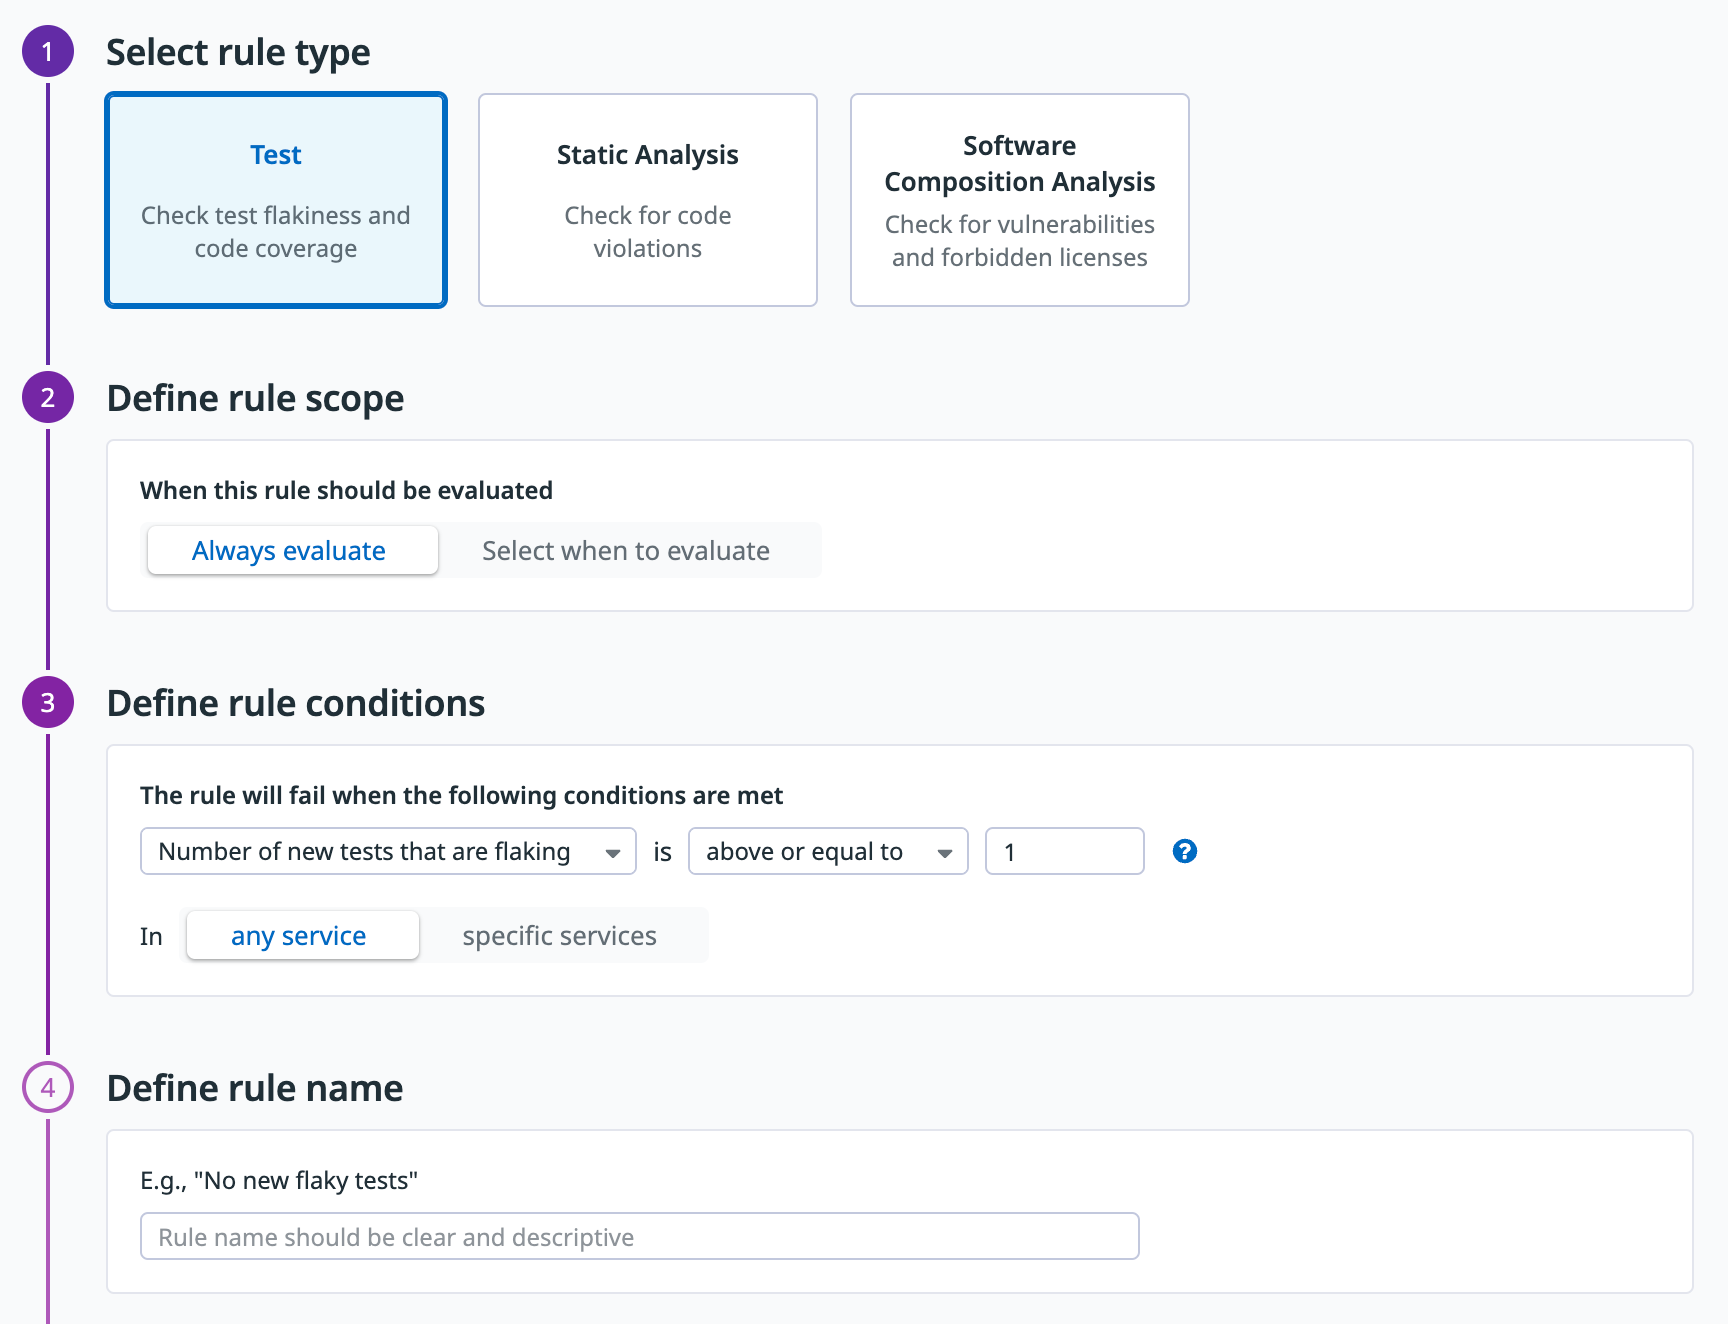 1
Select rule type
Test
Check test flakiness and
code coverage
Static Analysis
Check for code
violations
Software
Composition Analysis
Check for vulnerabilities
and forbidden licenses
2
Define rule scope
When this rule should be evaluated
Always evaluate Select when to evaluate
3
Define rule conditions
The rule will fail when the following conditions are met
Number of new tests that are flaking is above or equal to 1 ?
In any service specific services
4
Define rule name
E.g., "No new flaky tests"
Rule name should be clear and descriptive